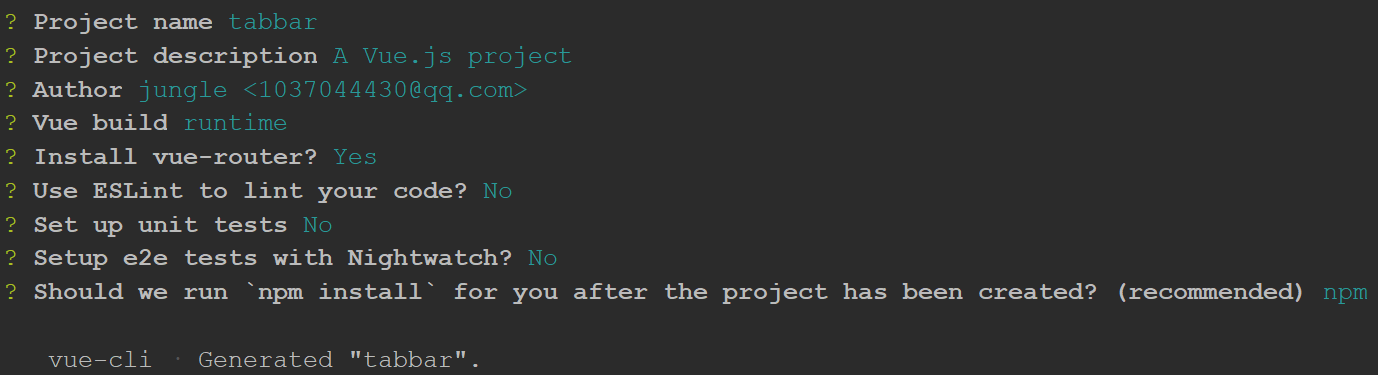 ? Project name tabbar
? Project description A Vue.js project
? Author jungle <1037044430@qq.com>
? Vue build runtime
? Install vue-router? Yes
? Use ESLint to lint your code? No
? Set up unit tests No
? Setup e2e tests with Nightwatch? No
? Should we run `npm install` for you after the project has been created? (recommended) npm
vue-cli · Generated "tabbar".